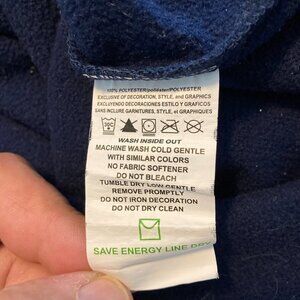 100% POLYESTER/poliéster/POLYESTER
EXCLUSIVE OF DECORATION, STYLE, and GRAPHICS
EXCLUYENDO DECORACIONES ESTILO Y GRAFICOS
SANS INCLURE GARNITURES, STYLE, et GRAPHIQUES
30C
WASH INSIDE OUT
MACHINE WASH COLD GENTLE
WITH SIMILAR COLORS
NO FABRIC SOFTENER
DO NOT BLEACH
TUMBLE DRY LOW GENTLE
REMOVE PROMPTLY
DO NOT IRON DECORATION
DO NOT DRY CLEAN
SAVE ENERGY LINE DRY